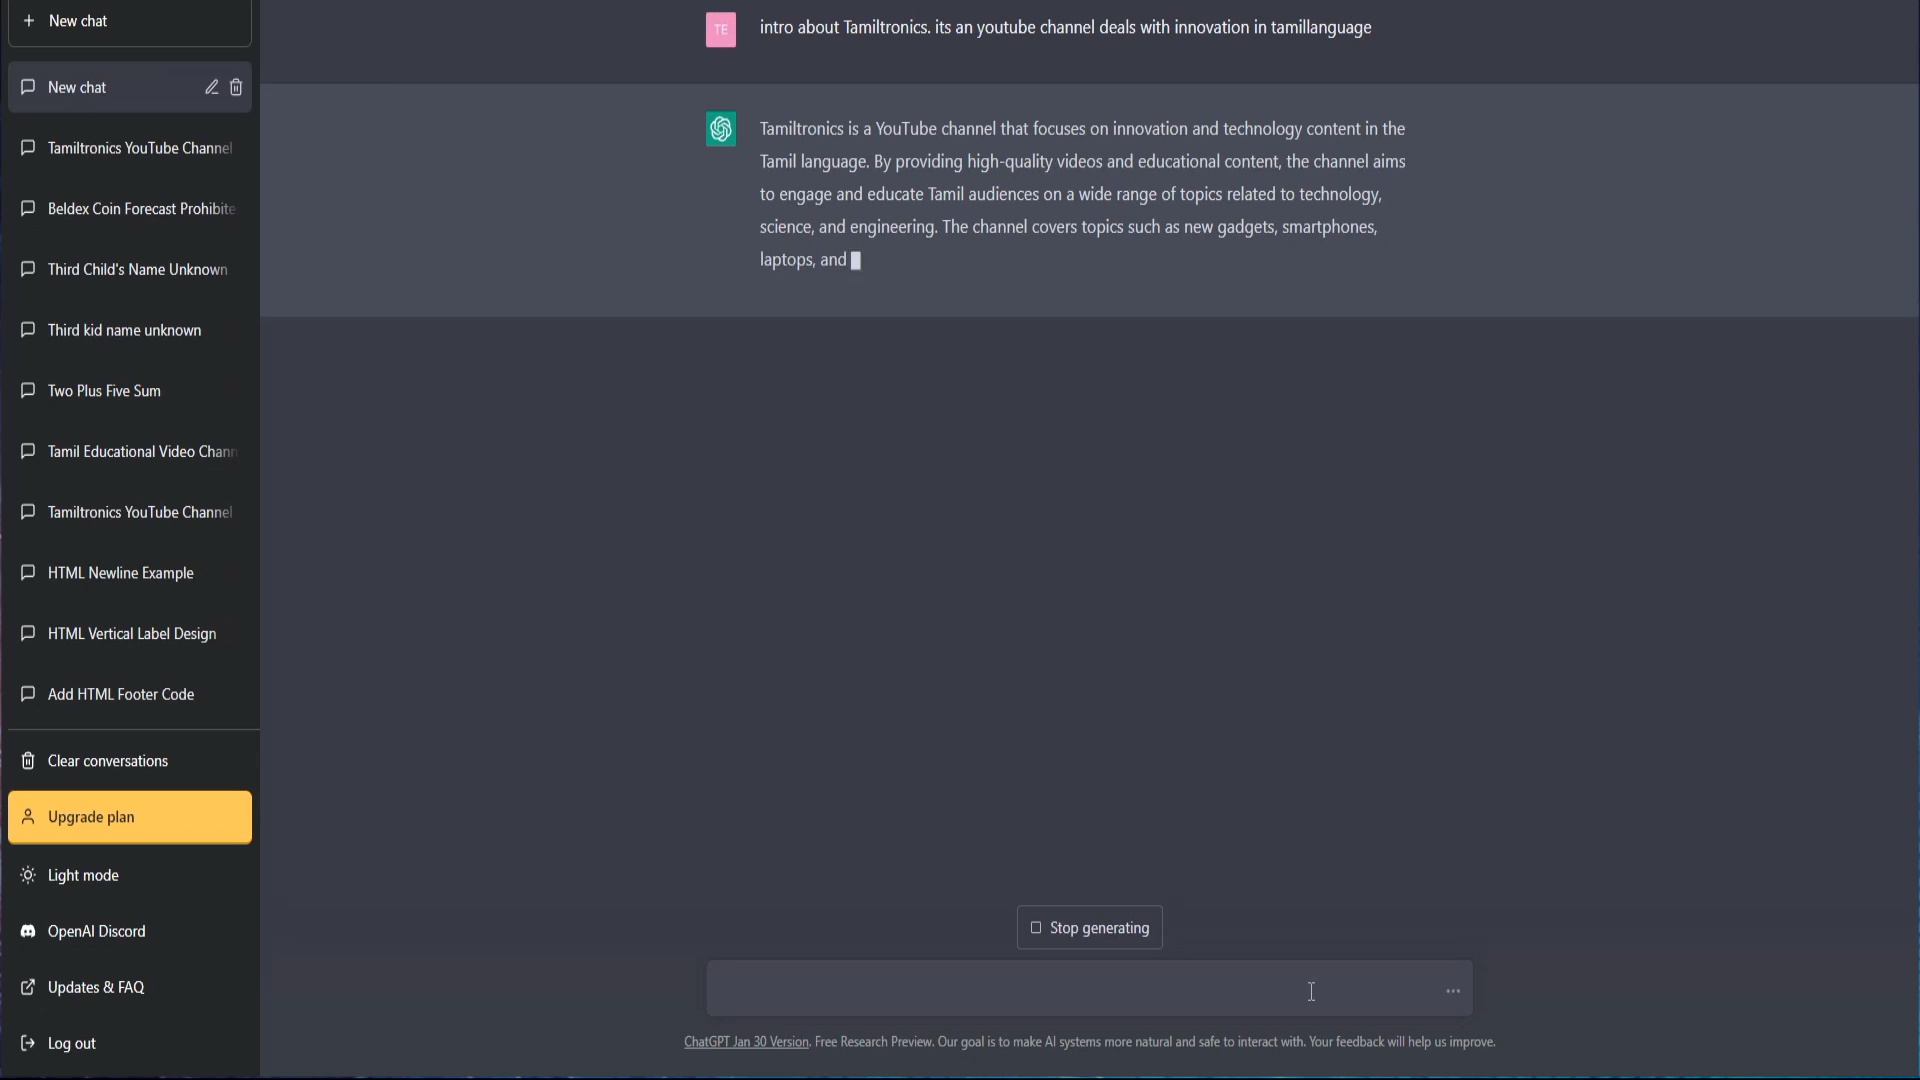 New chat
New chat
Tamiltronics YouTube Channel
Beldex Coin Forecast Prohibite
Third Child's Name Unknown
Third kid name unknown
Two Plus Five Sum
Tamil Educational Video Chann
Tamiltronics YouTube Channel
HTML Newline Example
HTML Vertical Label Design
Add HTML Footer Code
Clear conversations
Upgrade plan
Light mode
OpenAI Discord
Updates & FAQ
Log out
TE
intro about Tamiltronics. its an youtube channel deals with innovation in tamillanguage
Tamiltronics is a YouTube channel that focuses on innovation and technology content in the
Tamil language. By providing high-quality videos and educational content, the channel aims
to engage and educate Tamil audiences on a wide range of topics related to technology,
science, and engineering. The channel covers topics such as new gadgets, smartphones,
laptops, and
Stop generating
ChatGPT Jan 30 Version. Free Research Preview. Our goal is to make AI systems more natural and safe to interact with. Your feedback will help us improve.